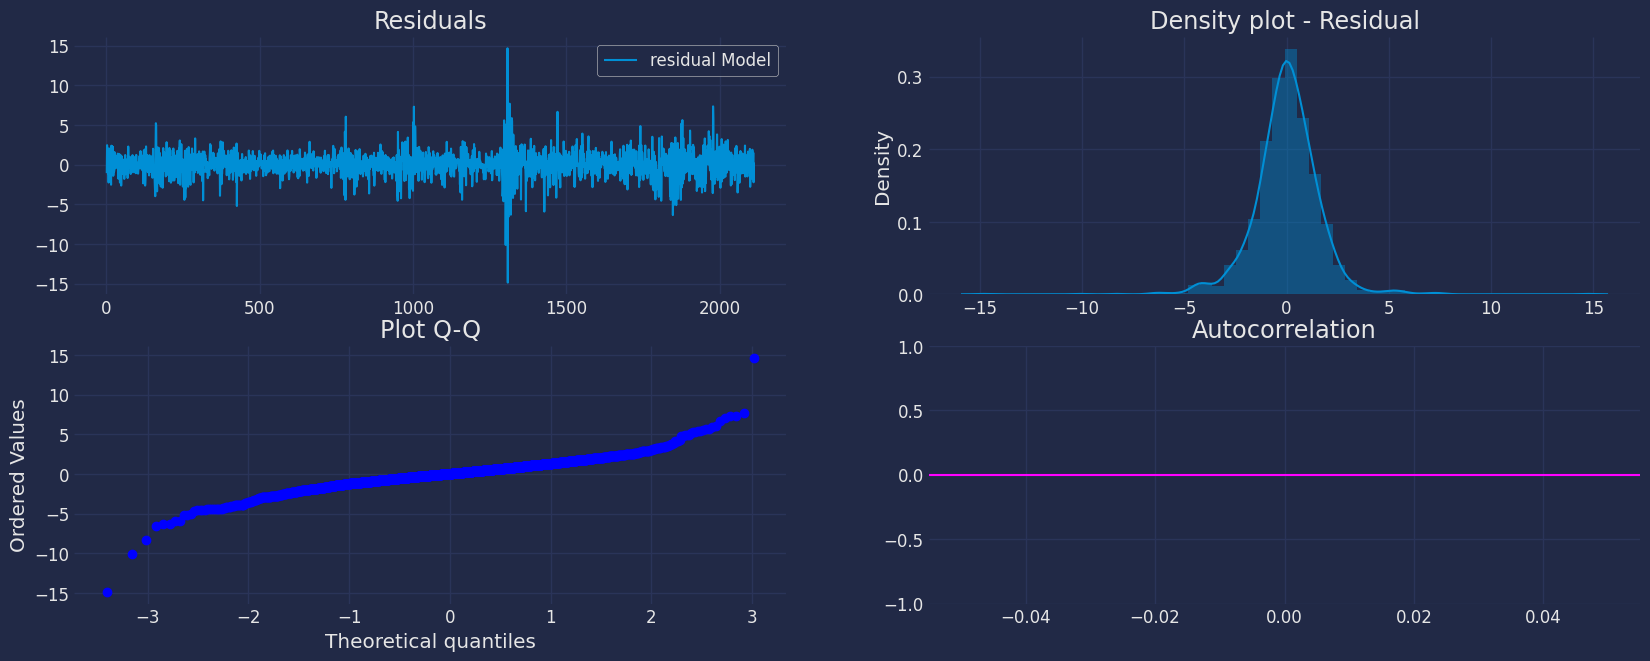 Residuals
15
10
5
0
−5
−10
−15
0 500 1000 1500 2000
residual Model
Density plot - Residual
Density
0.3
0.2
0.1
0.0
−15 −10 −5 0 5 10 15
Plot Q-Q
Ordered Values
15
10
5
0
−5
−10
−15
−3 −2 −1 0 1 2 3
Theoretical quantiles
Autocorrelation
1.0
0.5
0.0
−0.5
−1.0
−0.04 −0.02 0.00 0.02 0.04